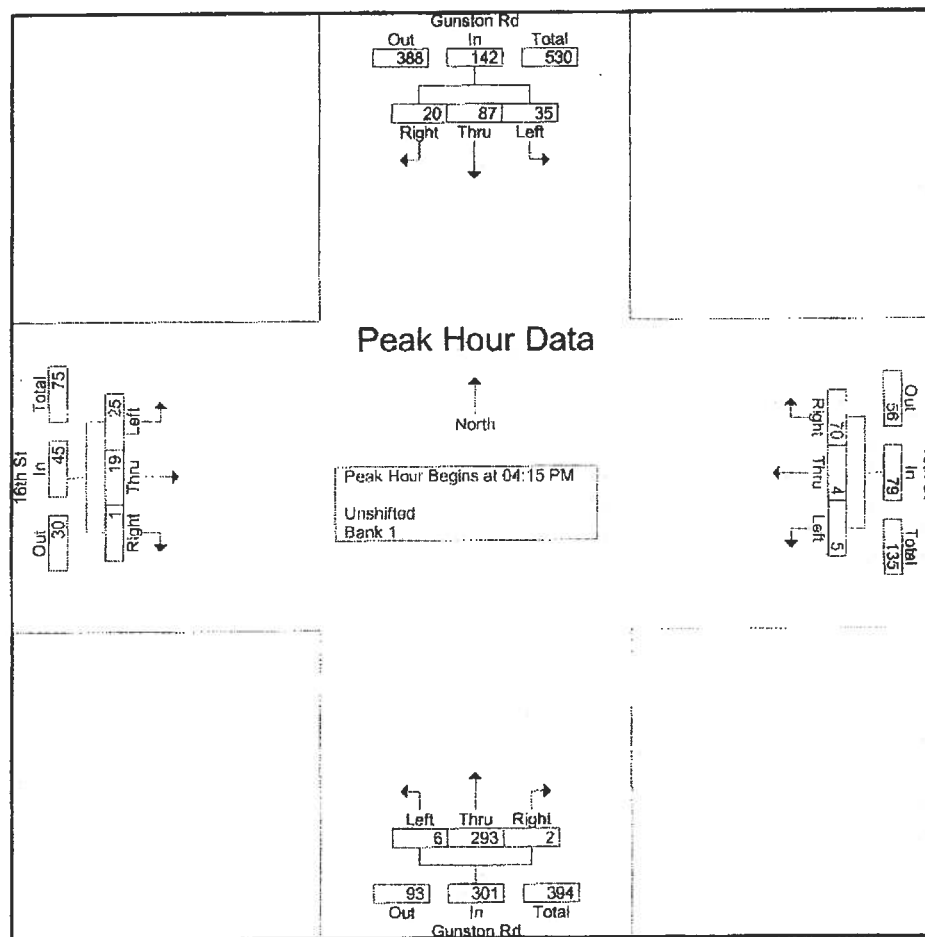 Gunston Rd
Out In Total
388 142 530
20 87 35
Right Thru Left
Peak Hour Data
North
Peak Hour Begins at 04:15 PM
Unshifted
Bank 1
16th St
Total In Out
75 45 30
25 19 1
Left Thru Right
Right Thru Left
70 4 5
Out In Total
56 79 135
Left Thru Right
6 293 2
93 301 394
Out In Total
Gunston Rd